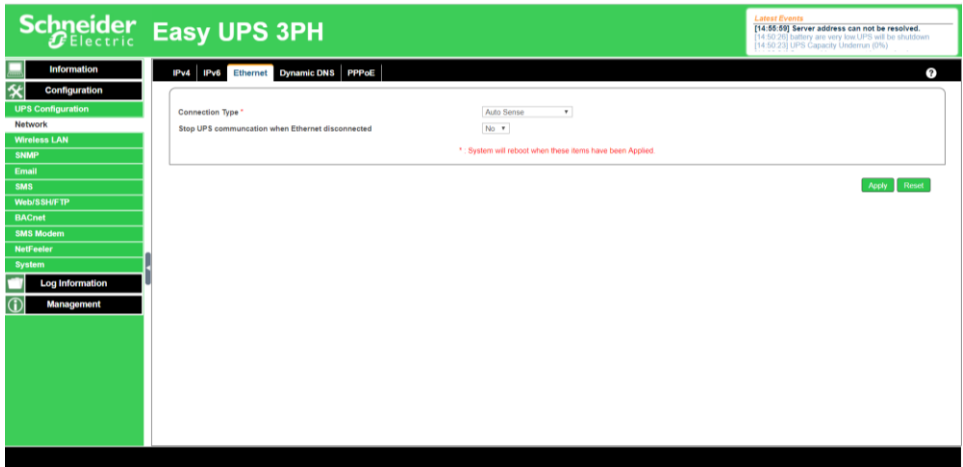 Schneider
Electric
Easy UPS 3PH
Latest Events
[14:55:59] Server address can not be resolved.
[14:50:26] battery are very low UPS will be shutdown
[14:50:23] UPS Capacity Underrun (0%)
Information
Configuration
UPS Configuration
Network
Wireless LAN
SNMP
Email
SMS
Web/SSH/FTP
BACnet
SMS Modem
NetFeeler
System
Log Information
Management
IPv4 IPv6 Ethernet Dynamic DNS PPPoE
?
Connection Type * Auto Sense
Stop UPS communcation when Ethernet disconnected No
* : System will reboot when these items have been Applied.
Apply Reset